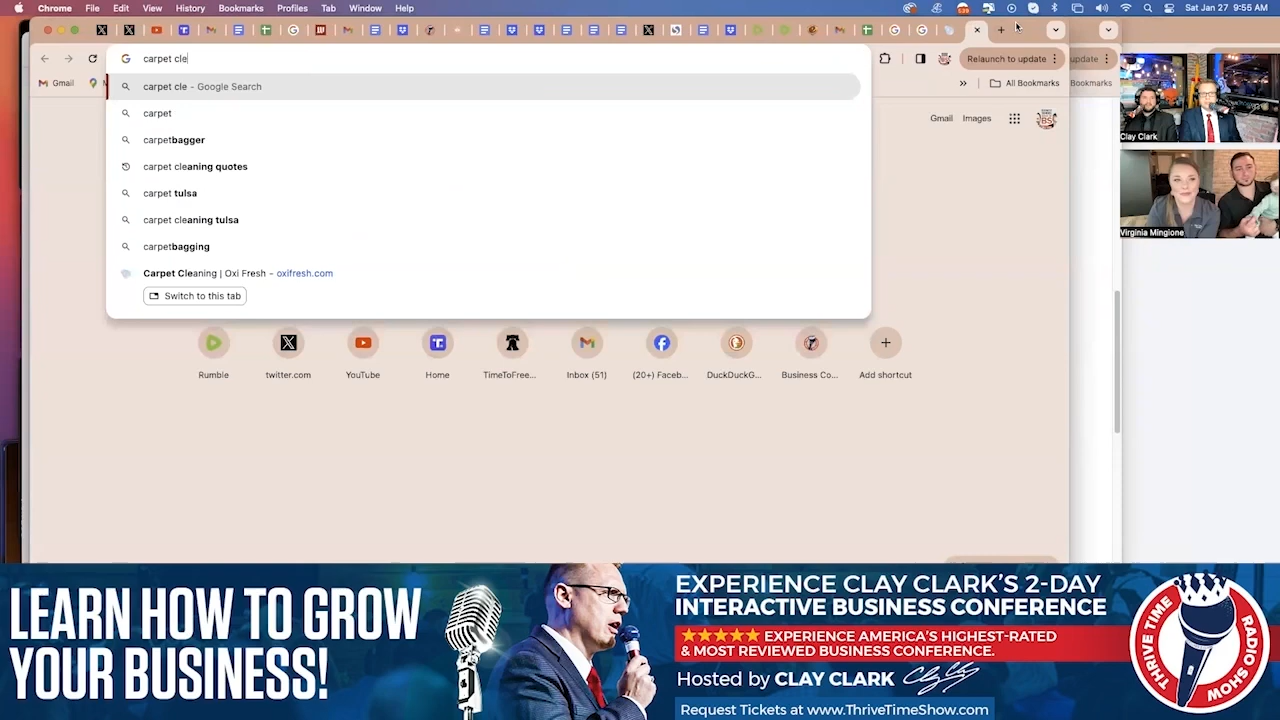 Chrome File Edit View History Bookmarks Profiles Tab Window Help
Sat Jan 27 9:55 AM
carpet cle
Relaunch to update
update
Gmail
All Bookmarks
Bookmarks
carpet cle - Google Search
carpet
carpetbagger
carpet cleaning quotes
carpet tulsa
carpet cleaning tulsa
carpetbagging
Carpet Cleaning | Oxi Fresh - oxifresh.com
Switch to this tab
Gmail Images
Clay Clark
Virginia Mingione
Rumble
twitter.com
YouTube
Home
TimeToFree...
Inbox (51)
(20+) Faceb...
DuckDuckG...
Business Co...
Add shortcut
LEARN HOW TO GROW
YOUR BUSINESS!
EXPERIENCE CLAY CLARK'S 2-DAY
INTERACTIVE BUSINESS CONFERENCE
EXPERIENCE AMERICA'S HIGHEST-RATED
& MOST REVIEWED BUSINESS CONFERENCE.
Hosted by CLAY CLARK
Request Tickets at www.ThriveTimeShow.com
THRIVE TIME
RADIO SHOW